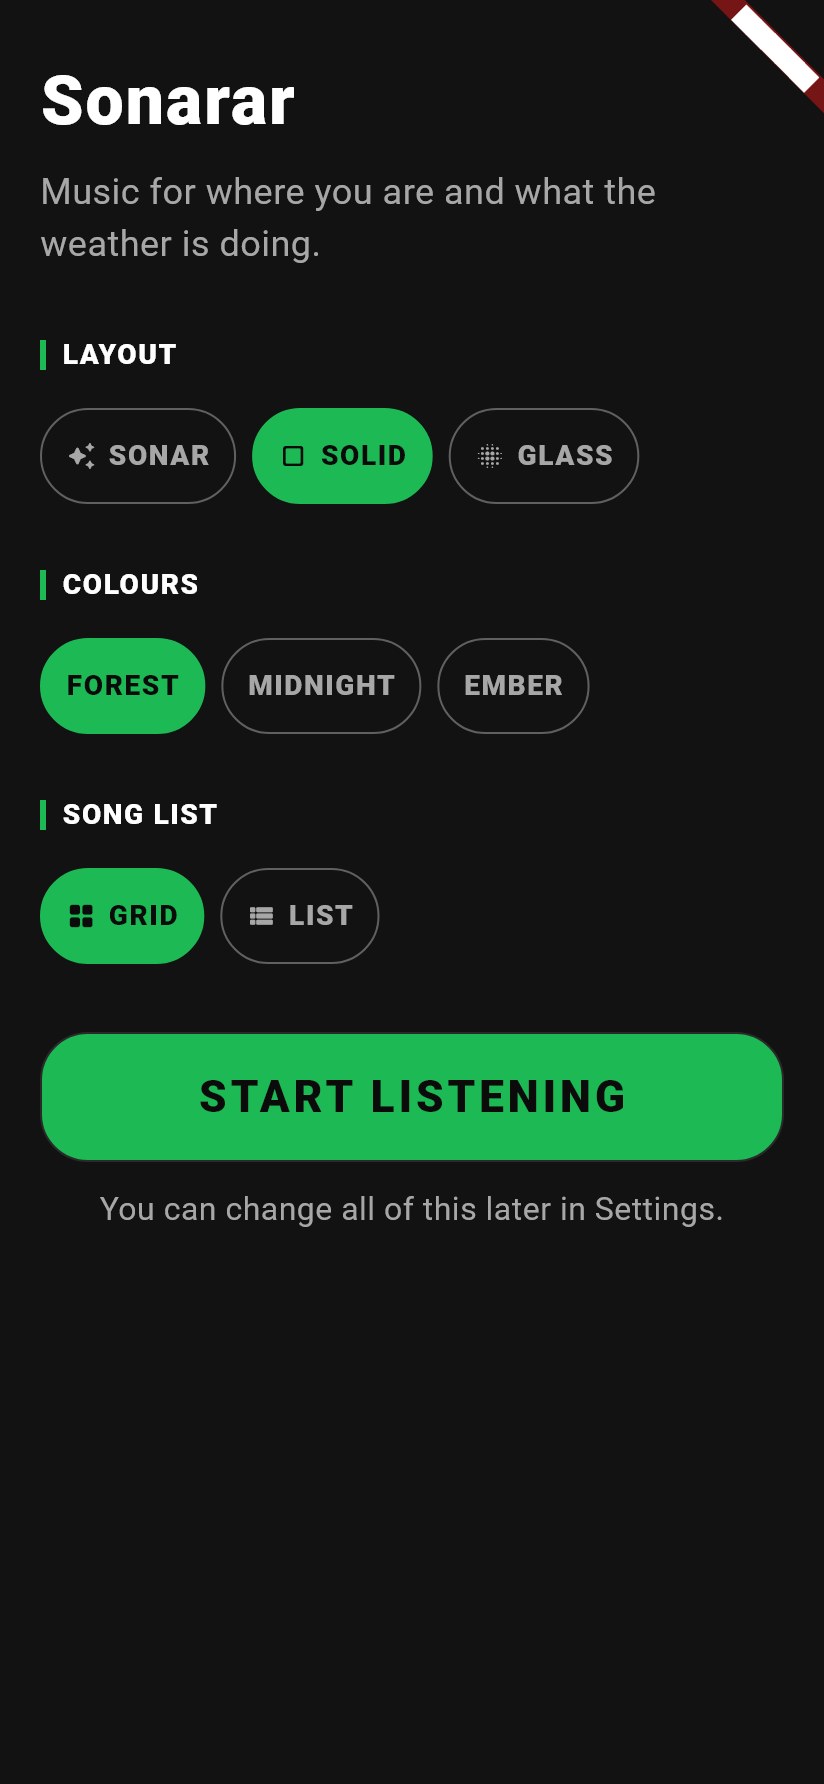 Sonarar
Music for where you are and what the
weather is doing.
LAYOUT
SONAR
SOLID
GLASS
COLOURS
FOREST
MIDNIGHT
EMBER
SONG LIST
GRID
LIST
START LISTENING
You can change all of this later in Settings.